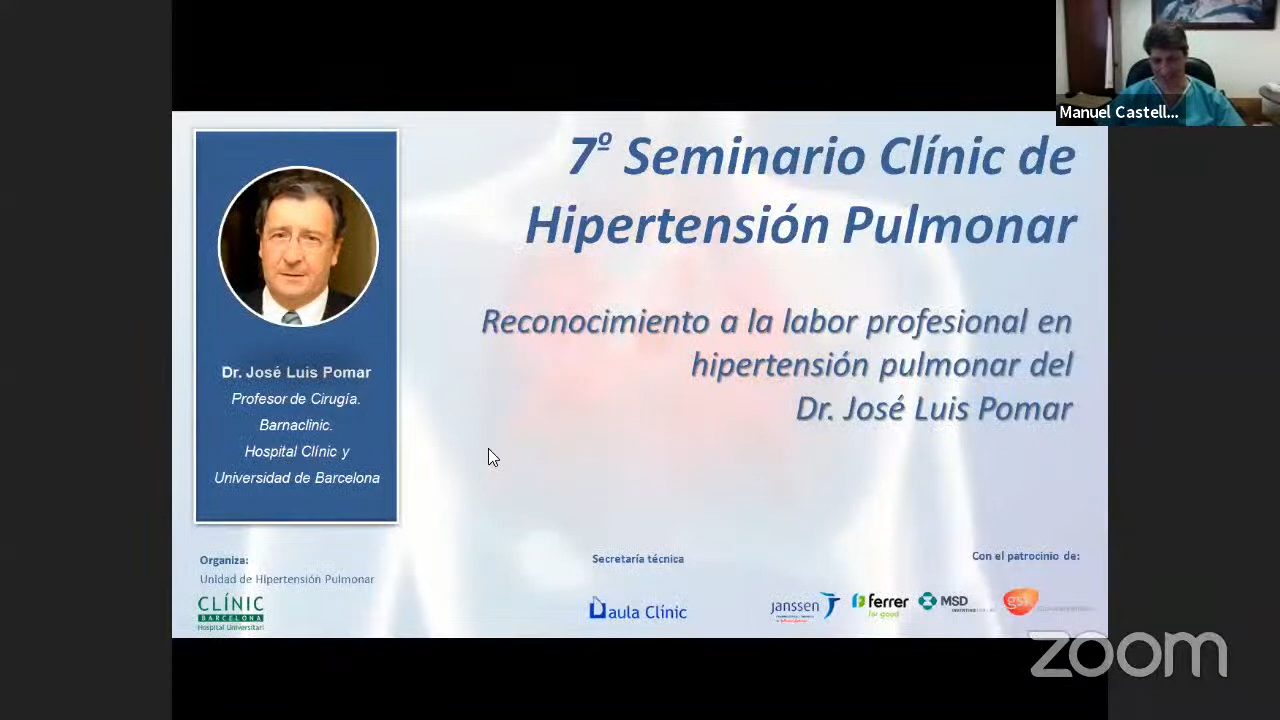 Manuel Castell...
7º Seminario Clínic de
Hipertensión Pulmonar
Reconocimiento a la labor profesional en
hipertensión pulmonar del
Dr. José Luis Pomar
Dr. José Luis Pomar
Profesor de Cirugía.
Barnaclinic.
Hospital Clínic y
Universidad de Barcelona
Organiza:
Unidad de Hipertensión Pulmonar
CLÍNIC
BARCELONA
Hospital Universitari
Secretaría técnica
aula Clínic
Con el patrocinio de:
janssen
ferrer
for good
MSD
gsk
zoom